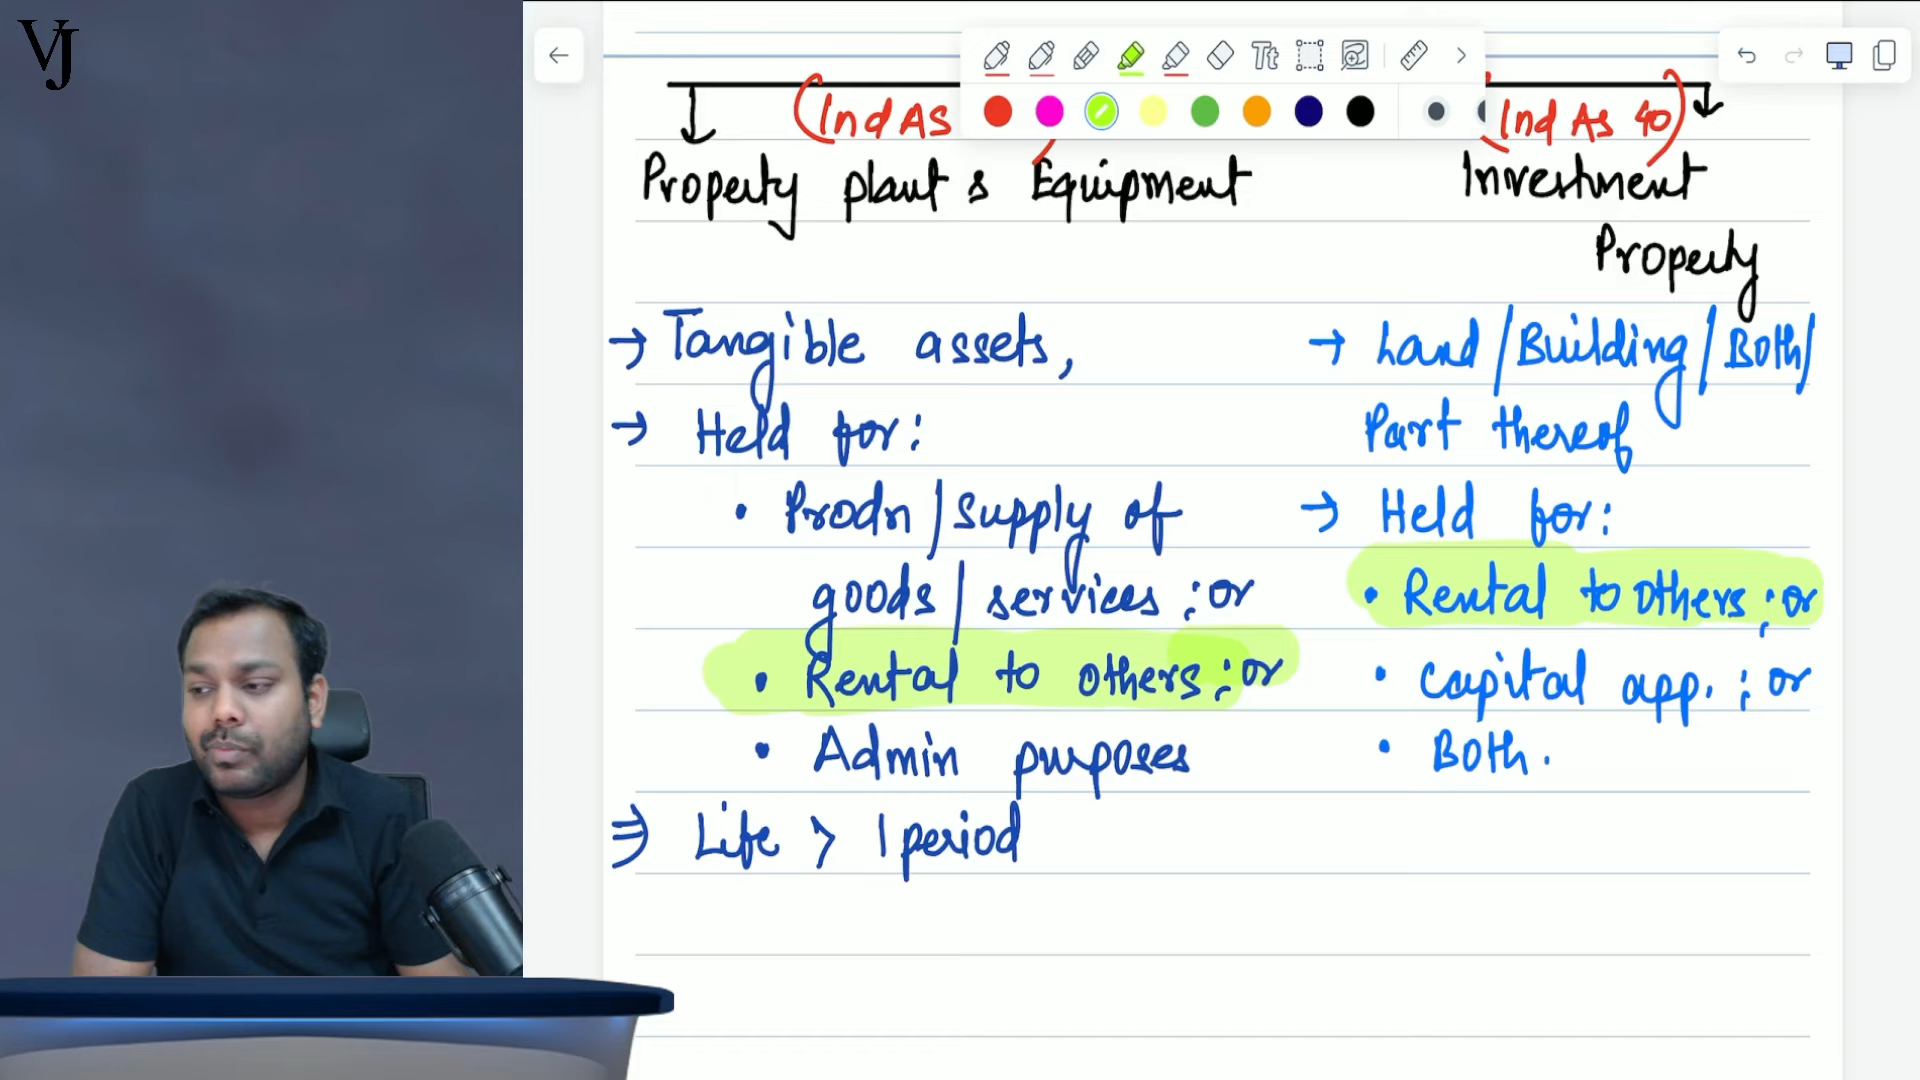 VJ
Tt
(Ind AS
(Ind AS 40)
Property plant & Equipment
Investment
Property
→ Tangible assets,
→ Held for:
• Prodn/supply of
goods/services; or
• Rental to others; or
• Admin purposes
⇒ Life > 1 period
→ Land/Building/Both/
Part thereof
→ Held for:
• Rental to others; or
• Capital app.; or
• Both.